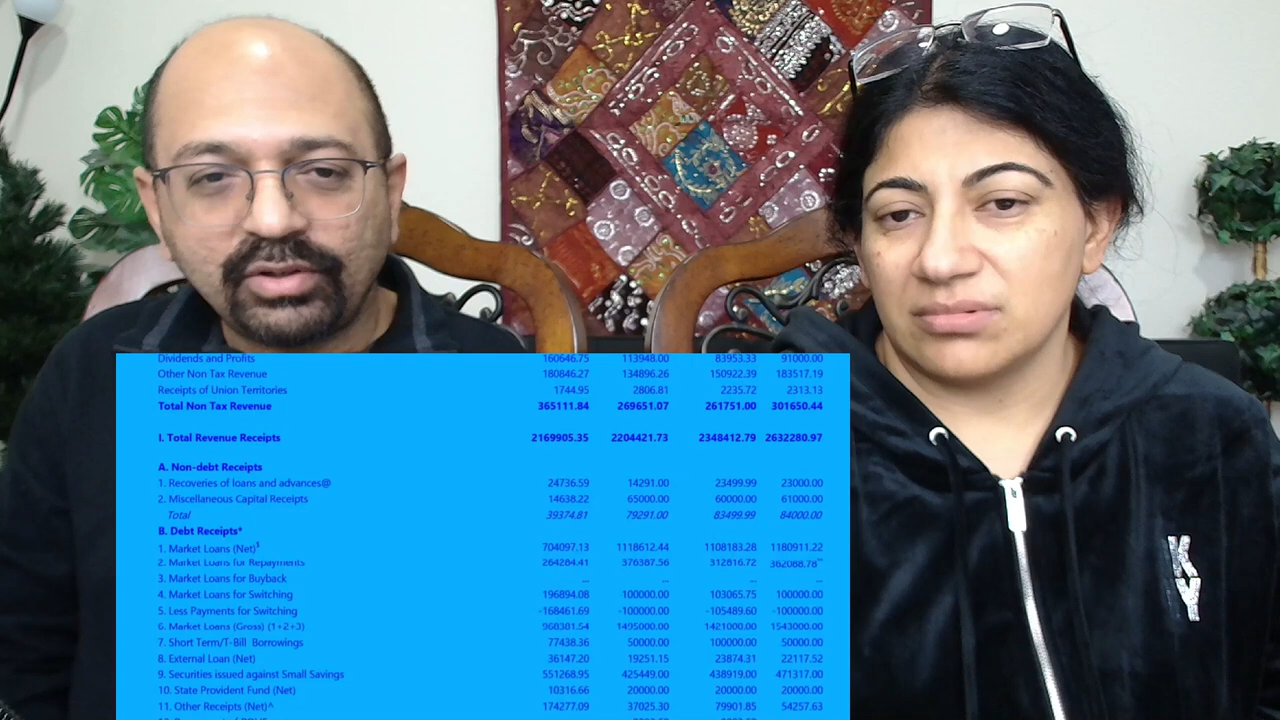 Dividends and Profits 160646.75 113948.00 83953.33 91000.00
Other Non Tax Revenue 180846.27 134896.26 150922.39 183517.19
Receipts of Union Territories 1744.95 2806.81 2235.72 2313.13
Total Non Tax Revenue 365111.84 269651.07 261751.00 301650.44
I. Total Revenue Receipts 2169905.35 2204421.73 2348412.79 2632280.97
A. Non-debt Receipts
1. Recoveries of loans and advances@ 24736.59 14291.00 23499.99 23000.00
2. Miscellaneous Capital Receipts 14638.22 65000.00 60000.00 61000.00
Total 39374.81 79291.00 83499.99 84000.00
B. Debt Receipts*
1. Market Loans (Net)$ 704097.13 1118612.44 1108183.28 1180911.22
2. Market Loans for Repayments 264284.41 376387.56 312816.72 362088.78
3. Market Loans for Buyback ... ... ... ...
4. Market Loans for Switching 196894.08 100000.00 103065.75 100000.00
5. Less Payments for Switching -168461.69 -100000.00 -105489.60 -100000.00
6. Market Loans (Gross) (1+2+3) 968381.54 1495000.00 1421000.00 1543000.00
7. Short Term/T-Bill Borrowings 77438.36 50000.00 100000.00 50000.00
8. External Loan (Net) 36147.20 19251.15 23874.31 22117.52
9. Securities issued against Small Savings 551268.95 425449.00 438919.00 471317.00
10. State Provident Fund (Net) 10316.66 20000.00 20000.00 20000.00
11. Other Receipts (Net)^ 174277.09 37025.30 79901.85 54257.63
K
Y